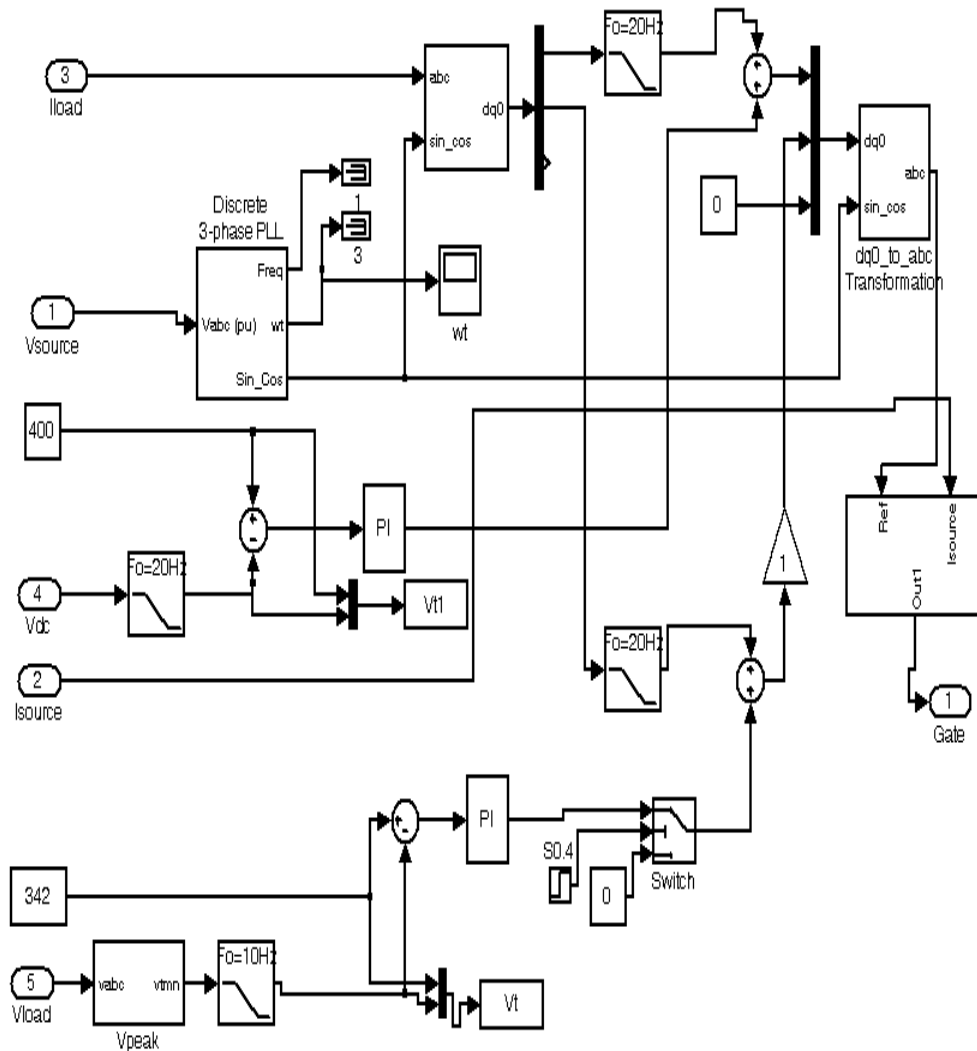 Fo=20Hz
3
Iload
abc
dq0
sin_cos
dq0
abc
sin_cos
dq0_to_abc
Transformation
0
1
3
Discrete
3-phase PLL
Freq
Vabc (pu)
wt
Sin_Cos
wt
1
Vsource
400
PI
Ref
Isource
Out1
1
Fo=20Hz
4
Vdc
Vt1
2
Isource
Fo=20Hz
1
Gate
PI
S0.4
0
Switch
342
Fo=10Hz
5
Vload
vabc
vtmn
Vpeak
Vt